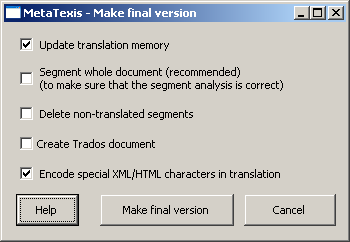 MetaTexis - Make final version
Update translation memory
Segment whole document (recommended)
(to make sure that the segment analysis is correct)
Delete non-translated segments
Create Trados document
Encode special XML/HTML characters in translation
Help
Make final version
Cancel